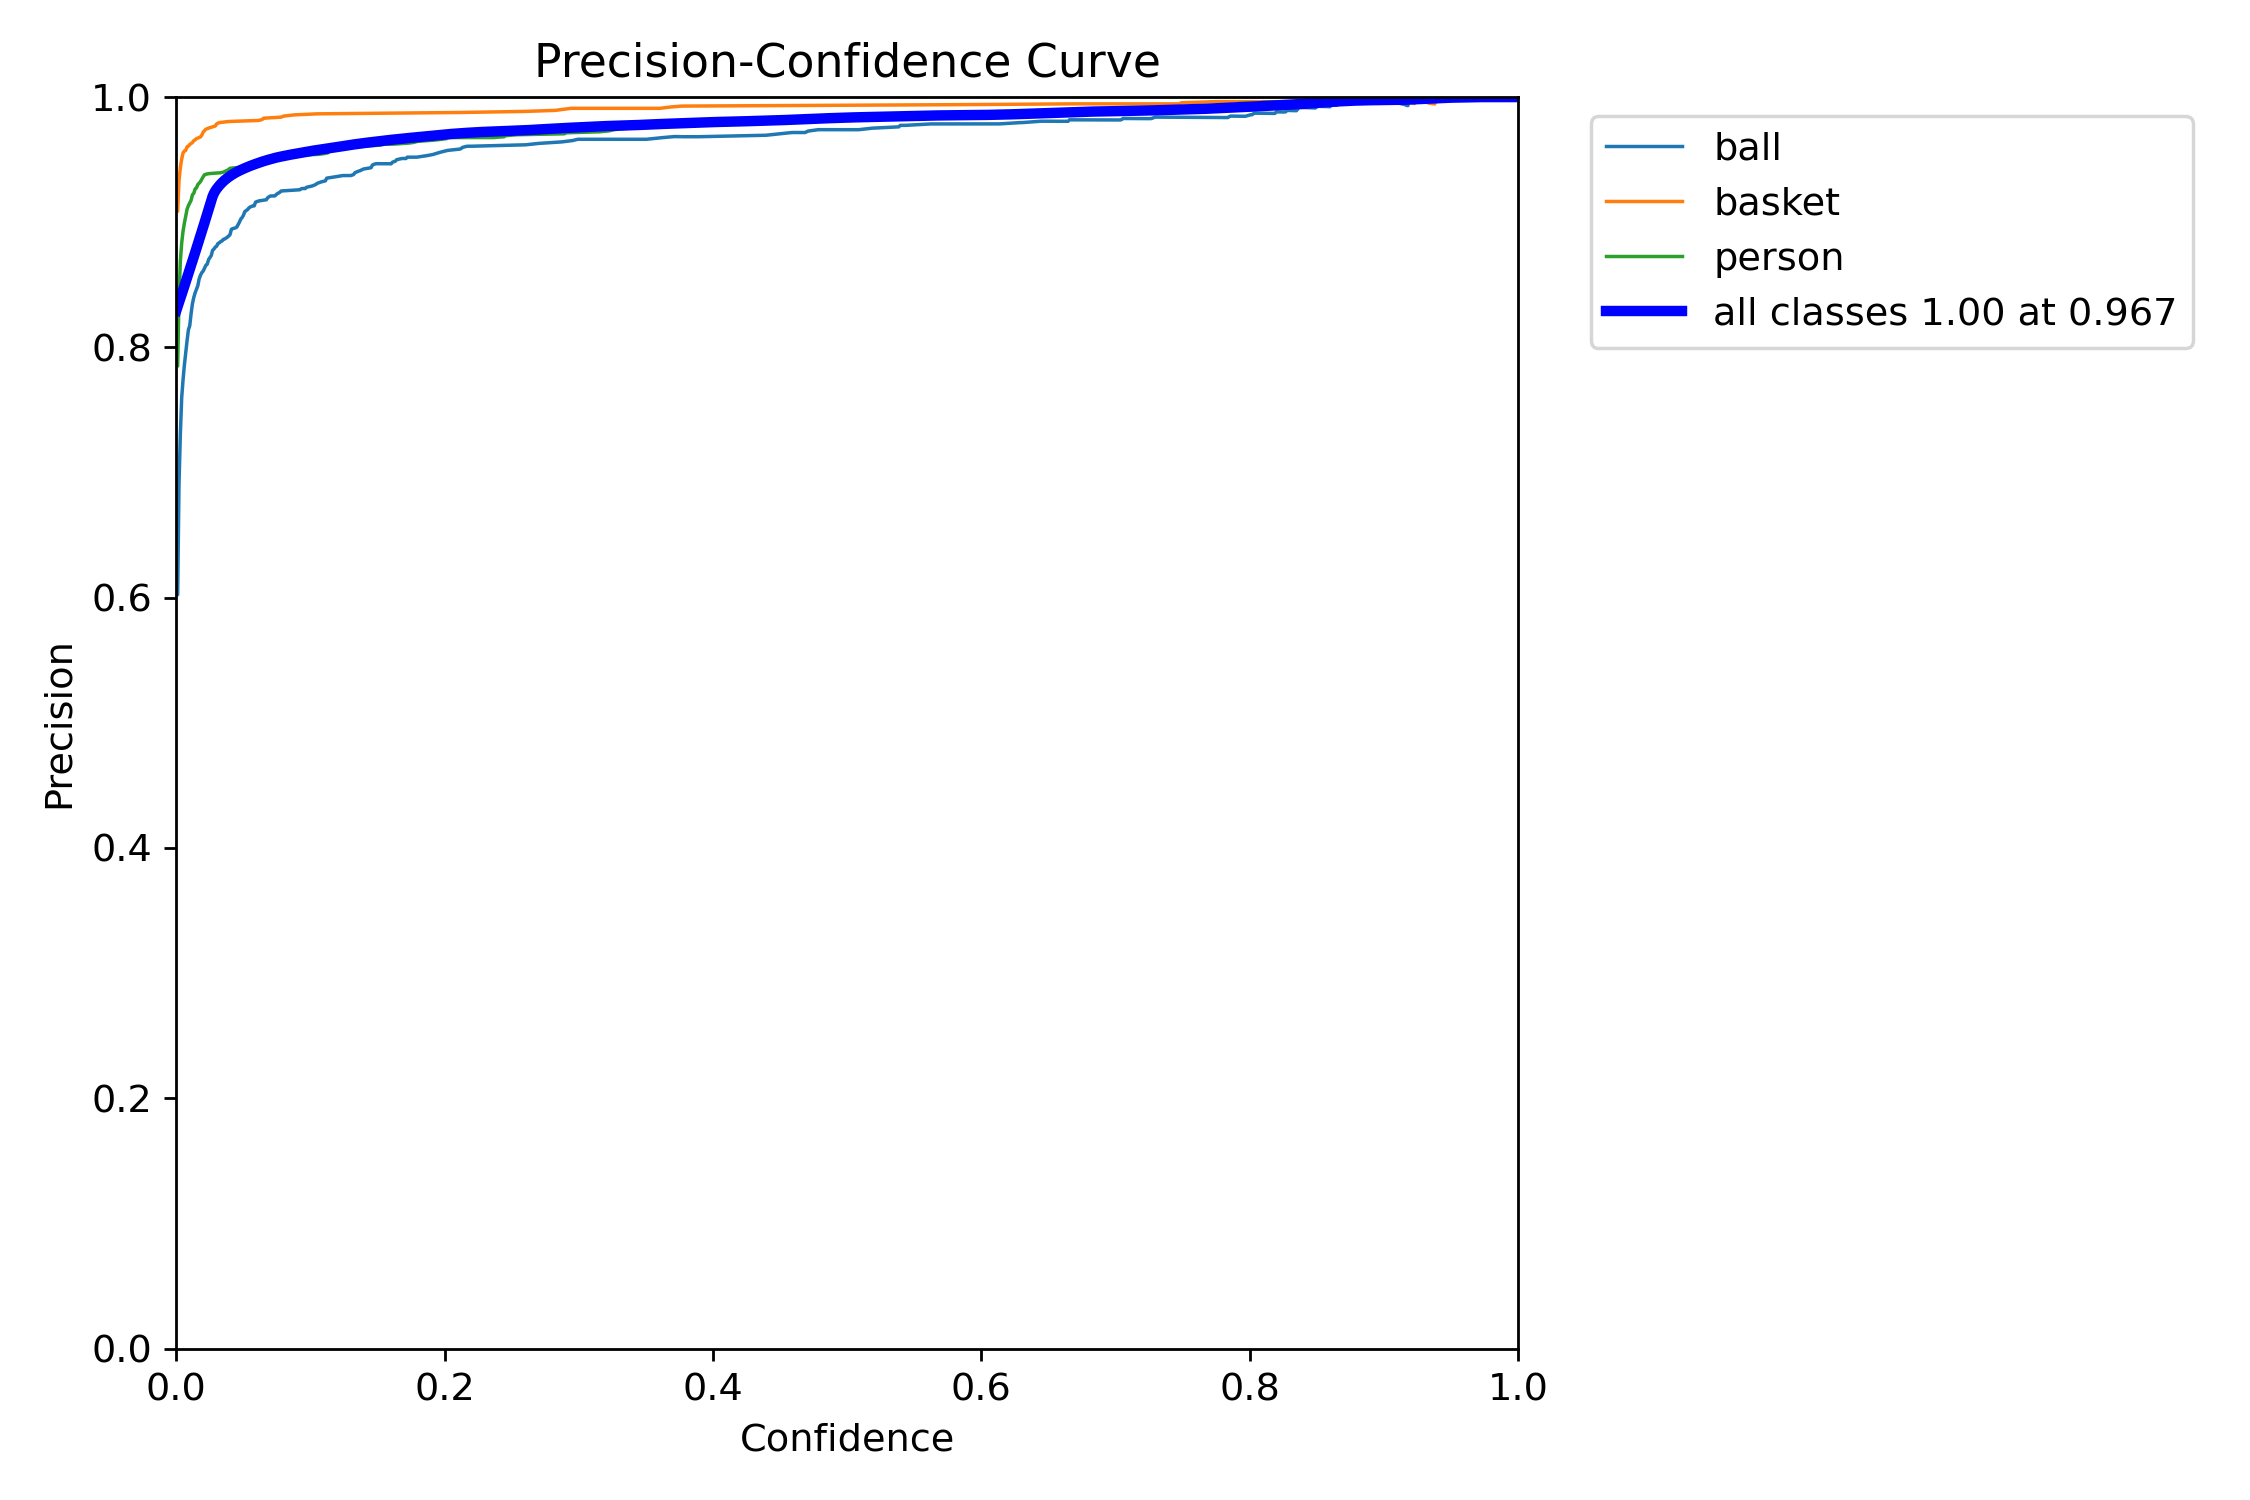 Precision-Confidence Curve
1.0
0.8
0.6
0.4
0.2
0.0
Precision
0.0 0.2 0.4 0.6 0.8 1.0
Confidence
ball
basket
person
all classes 1.00 at 0.967